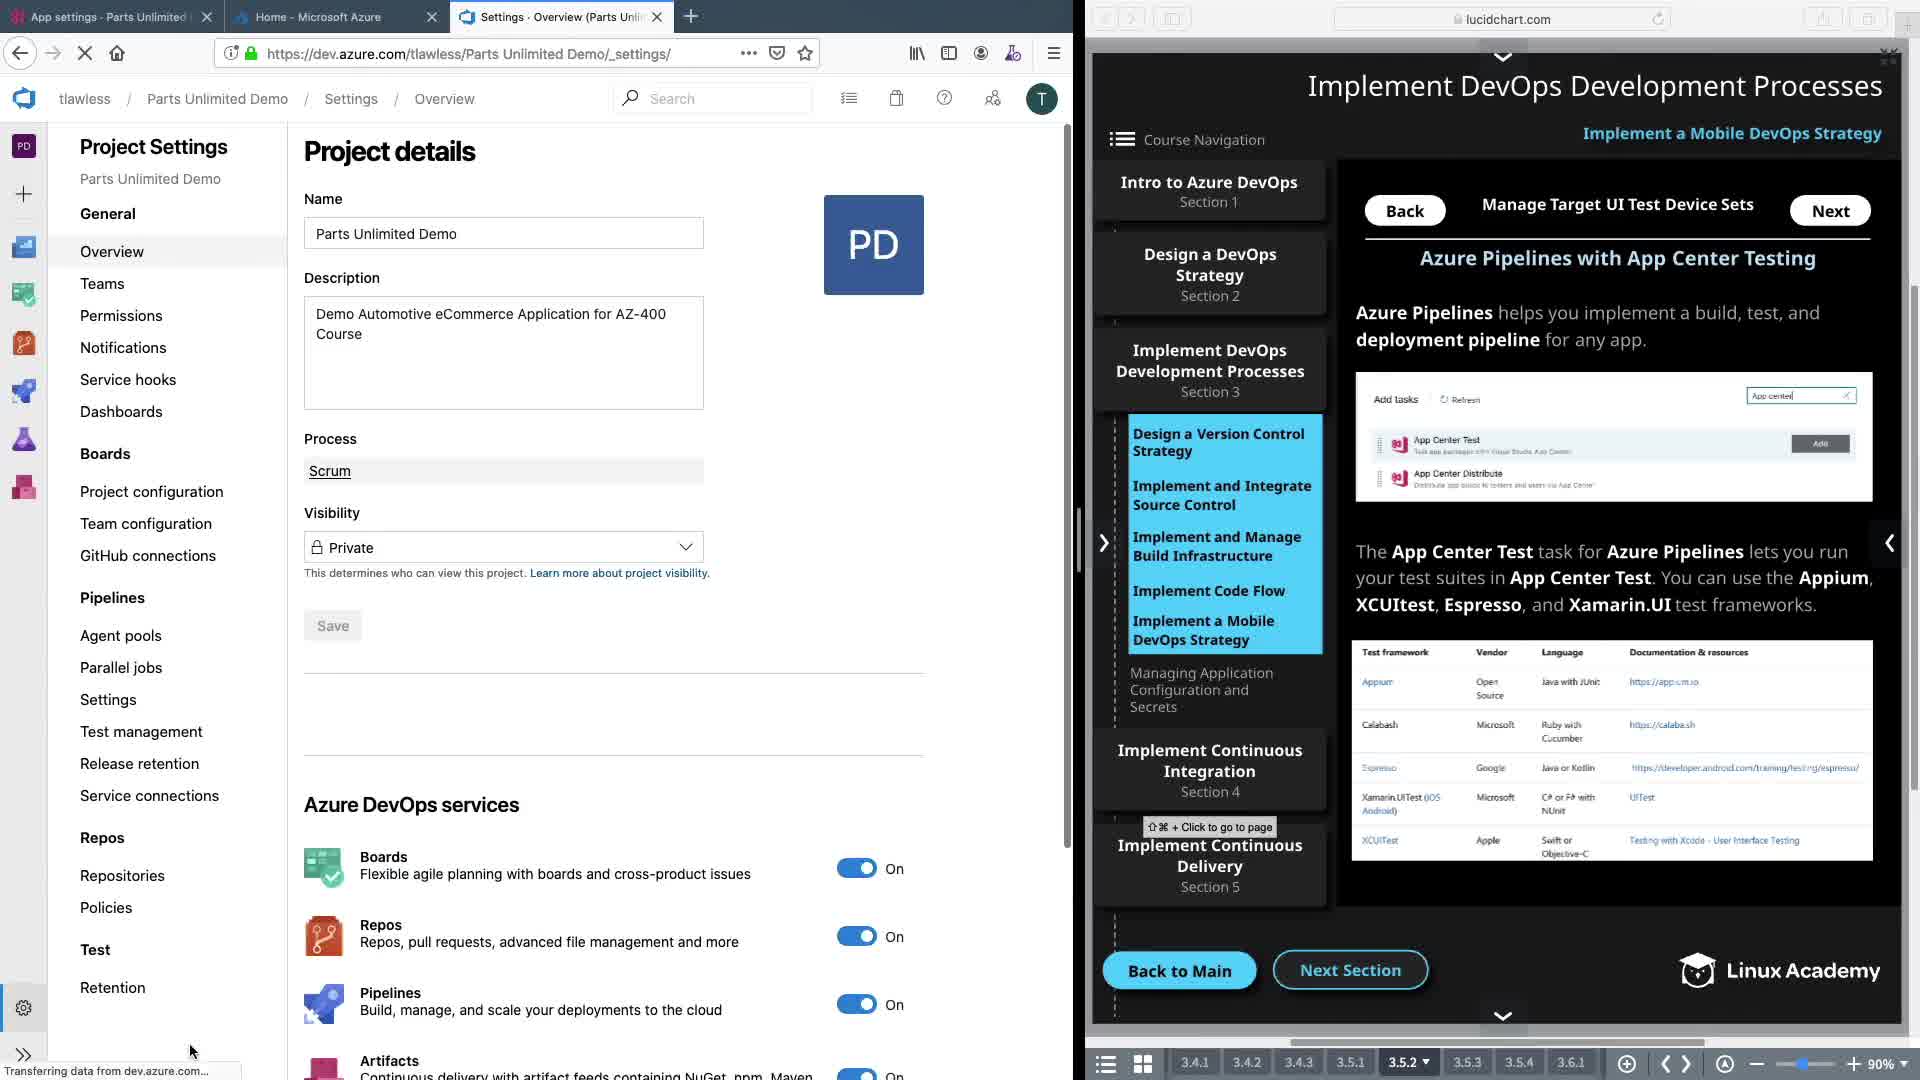 App settings · Parts Unlimited
Home - Microsoft Azure
Settings · Overview (Parts Unli
https://dev.azure.com/tlawless/Parts Unlimited Demo/_settings/
tlawless / Parts Unlimited Demo / Settings / Overview
Search
T
PD
Project Settings
Parts Unlimited Demo
General
Overview
Teams
Permissions
Notifications
Service hooks
Dashboards
Boards
Project configuration
Team configuration
GitHub connections
Pipelines
Agent pools
Parallel jobs
Settings
Test management
Release retention
Service connections
Repos
Repositories
Policies
Test
Retention
Transferring data from dev.azure.com...
Project details
Name
Parts Unlimited Demo
PD
Description
Demo Automotive eCommerce Application for AZ-400
Course
Process
Scrum
Visibility
Private
This determines who can view this project. Learn more about project visibility.
Save
Azure DevOps services
Boards
Flexible agile planning with boards and cross-product issues
On
Repos
Repos, pull requests, advanced file management and more
On
Pipelines
Build, manage, and scale your deployments to the cloud
On
Artifacts
Continuous delivery with artifact feeds containing NuGet, npm, Maven
On
lucidchart.com
Implement DevOps Development Processes
Course Navigation
Implement a Mobile DevOps Strategy
Intro to Azure DevOps
Section 1
Design a DevOps
Strategy
Section 2
Implement DevOps
Development Processes
Section 3
Design a Version Control
Strategy
Implement and Integrate
Source Control
Implement and Manage
Build Infrastructure
Implement Code Flow
Implement a Mobile
DevOps Strategy
Managing Application
Configuration and
Secrets
Implement Continuous
Integration
Section 4
⇧⌘ + Click to go to page
Implement Continuous
Delivery
Section 5
Back
Manage Target UI Test Device Sets
Next
Azure Pipelines with App Center Testing
Azure Pipelines helps you implement a build, test, and
deployment pipeline for any app.
Add tasks
Refresh
App center
App Center Test
Test app packages with Visual Studio App Center
Add
App Center Distribute
Distribute app builds to testers and users via App Center
The App Center Test task for Azure Pipelines lets you run
your test suites in App Center Test. You can use the Appium,
XCUItest, Espresso, and Xamarin.UI test frameworks.
Test framework Vendor Language Documentation & resources
Appium Open Source Java with JUnit https://appium.io
Calabash Microsoft Ruby with Cucumber https://calaba.sh
Espresso Google Java or Kotlin https://developer.android.com/training/testing/espresso/
Xamarin.UITest (iOS Android) Microsoft C# or F# with NUnit UITest
XCUITest Apple Swift or Objective-C Testing with Xcode - User Interface Testing
Back to Main
Next Section
Linux Academy
3.4.1 3.4.2 3.4.3 3.5.1 3.5.2 3.5.3 3.5.4 3.6.1
90%